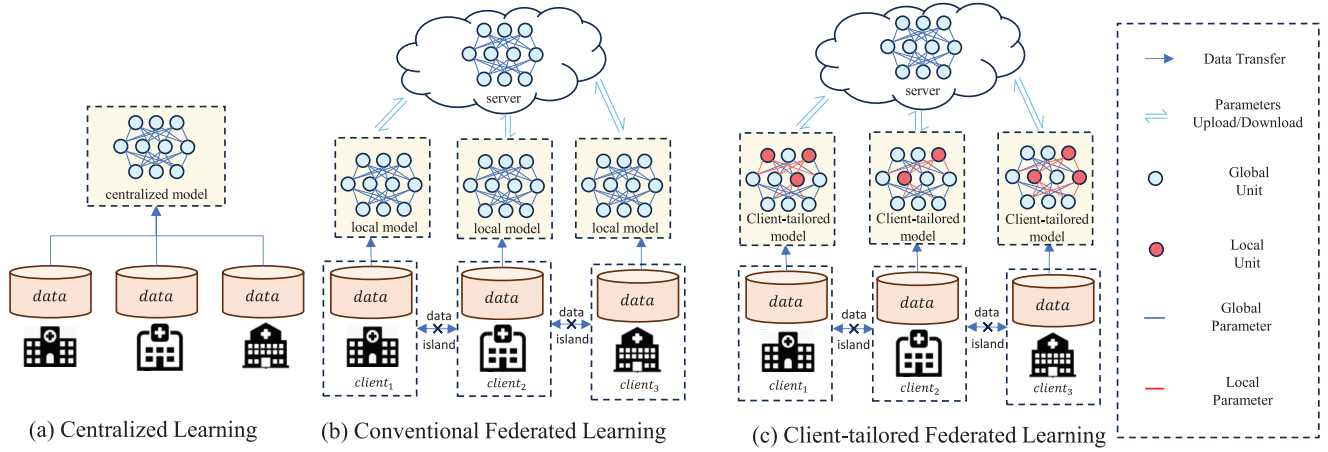 centralized model
data
data
data
(a) Centralized Learning
server
local model
local model
local model
data
data
data
data
island
data
island
client₁
client₂
client₃
(b) Conventional Federated Learning
server
Client-tailored
model
Client-tailored
model
Client-tailored
model
data
data
data
data
island
data
island
client₁
client₂
client₃
(c) Client-tailored Federated Learning
Data Transfer
Parameters
Upload/Download
Global
Unit
Local
Unit
Global
Parameter
Local
Parameter